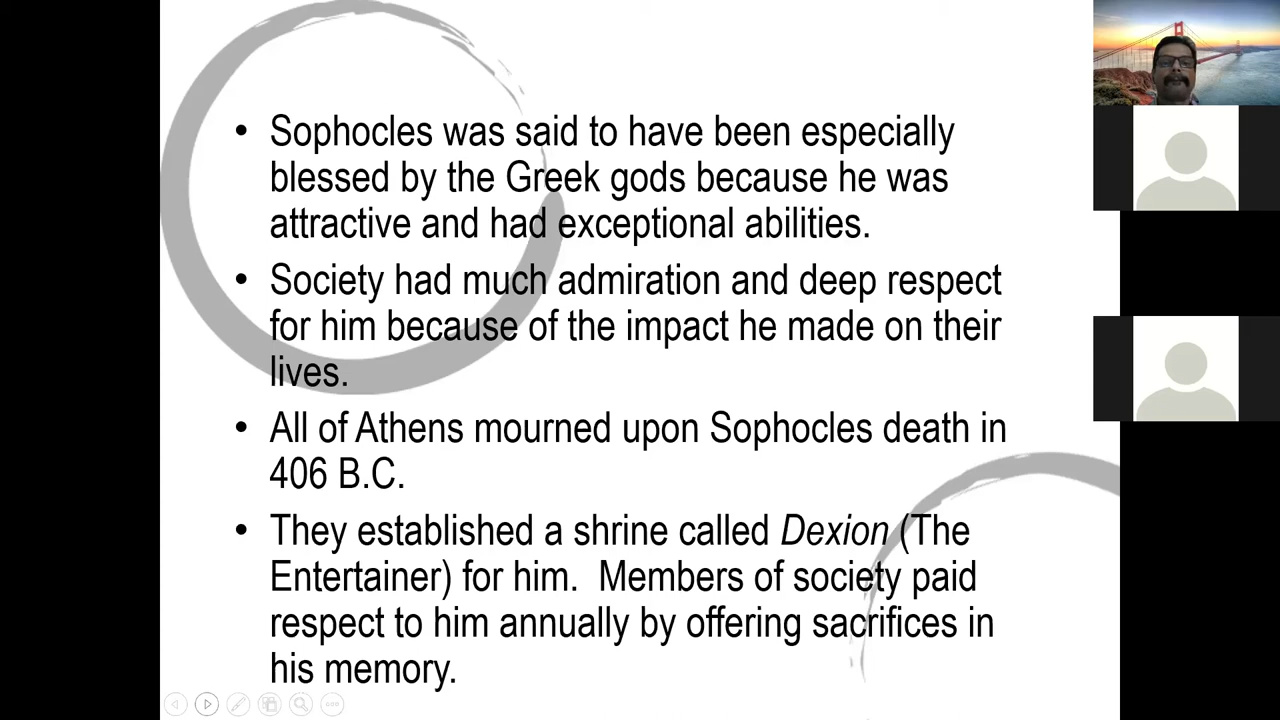 • Sophocles was said to have been especially
blessed by the Greek gods because he was
attractive and had exceptional abilities.
• Society had much admiration and deep respect
for him because of the impact he made on their
lives.
• All of Athens mourned upon Sophocles death in
406 B.C.
• They established a shrine called Dexion (The
Entertainer) for him.  Members of society paid
respect to him annually by offering sacrifices in
his memory.